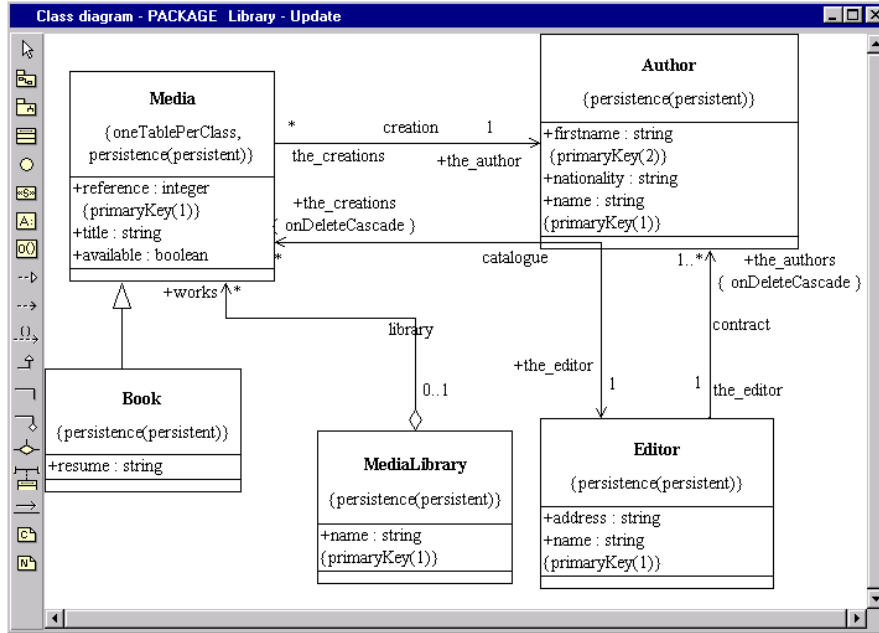 Class diagram - PACKAGE Library - Update
Media
{oneTablePerClass,
persistence(persistent)}
+reference : integer
{primaryKey(1)}
+title : string
+available : boolean
* creation 1
the_creations +the_author
Author
{persistence(persistent)}
+firstname : string
{primaryKey(2)}
+nationality : string
+name : string
{primaryKey(1)}
+the_creations
{ onDeleteCascade }
*
catalogue
+the_editor
1
1..* +the_authors
{ onDeleteCascade }
contract
1 the_editor
+works *
library
0..1
Book
{persistence(persistent)}
+resume : string
MediaLibrary
{persistence(persistent)}
+name : string
{primaryKey(1)}
Editor
{persistence(persistent)}
+address : string
+name : string
{primaryKey(1)}
«S»
A:
O()
()
C
N